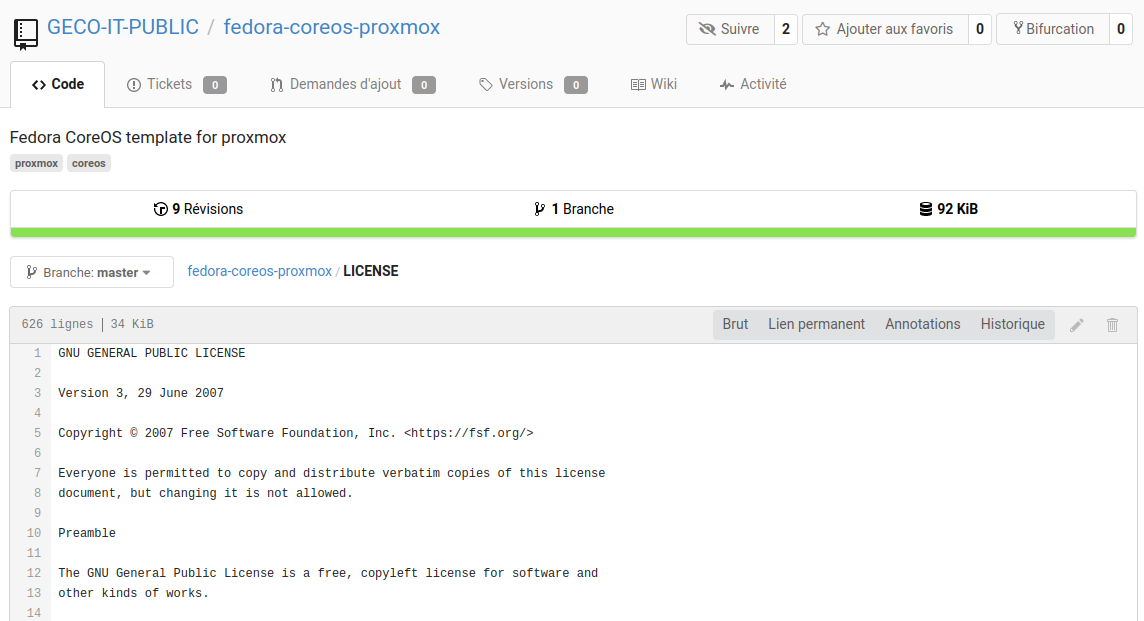 GECO-IT-PUBLIC / fedora-coreos-proxmox
Suivre 2 Ajouter aux favoris 0 Bifurcation 0
Code Tickets 0 Demandes d'ajout 0 Versions 0 Wiki Activité
Fedora CoreOS template for proxmox
proxmox coreos
9 Révisions 1 Branche 92 KiB
Branche: master fedora-coreos-proxmox / LICENSE
626 lignes | 34 KiB Brut Lien permanent Annotations Historique
1 GNU GENERAL PUBLIC LICENSE
2
3 Version 3, 29 June 2007
4
5 Copyright © 2007 Free Software Foundation, Inc. <https://fsf.org/>
6
7 Everyone is permitted to copy and distribute verbatim copies of this license
8 document, but changing it is not allowed.
9
10 Preamble
11
12 The GNU General Public License is a free, copyleft license for software and
13 other kinds of works.
14